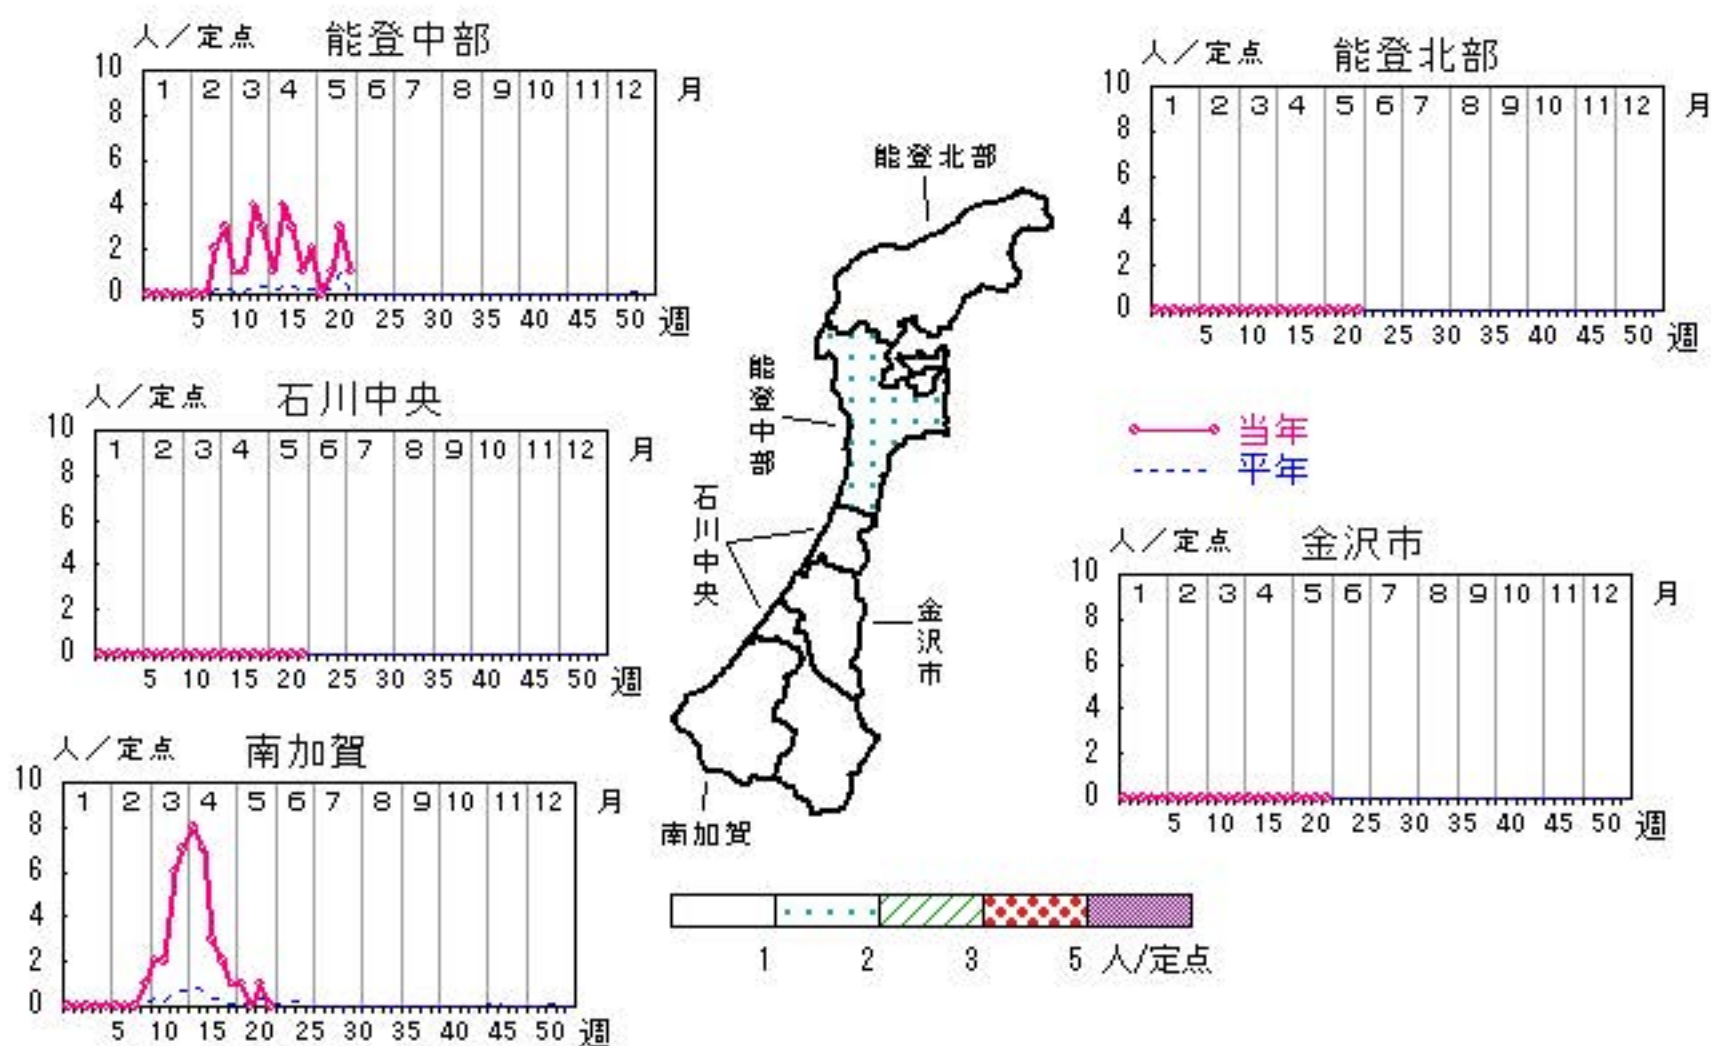 人／定点 能登中部
10 8 6 4 2 0
1 2 3 4 5 6 7 8 9 10 11 12 月
5 10 15 20 25 30 35 40 45 50 週
人／定点 能登北部
10 8 6 4 2 0
1 2 3 4 5 6 7 8 9 10 11 12 月
5 10 15 20 25 30 35 40 45 50 週
人／定点 石川中央
10 8 6 4 2 0
1 2 3 4 5 6 7 8 9 10 11 12 月
5 10 15 20 25 30 35 40 45 50 週
能登北部
能登中部
石川中央
金沢市
南加賀
当年
平年
人／定点 金沢市
10 8 6 4 2 0
1 2 3 4 5 6 7 8 9 10 11 12 月
5 10 15 20 25 30 35 40 45 50 週
人／定点 南加賀
10 8 6 4 2 0
1 2 3 4 5 6 7 8 9 10 11 12 月
5 10 15 20 25 30 35 40 45 50 週
1 2 3 5 人/定点